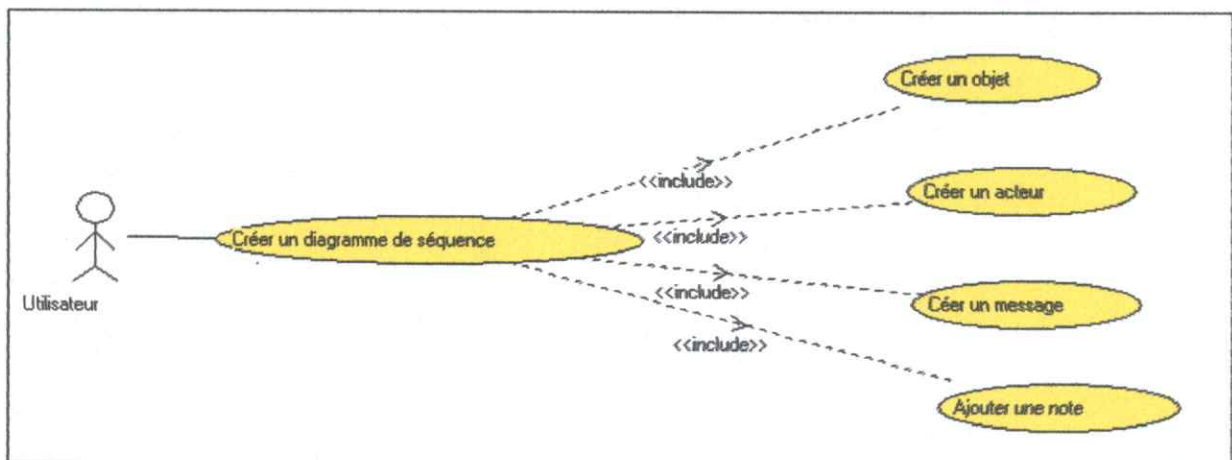 Créer un objet
<<include>>
Créer un acteur
<<include>>
Créer un diagramme de séquence
Utilisateur
<<include>>
Céer un message
<<include>>
Ajouter une note